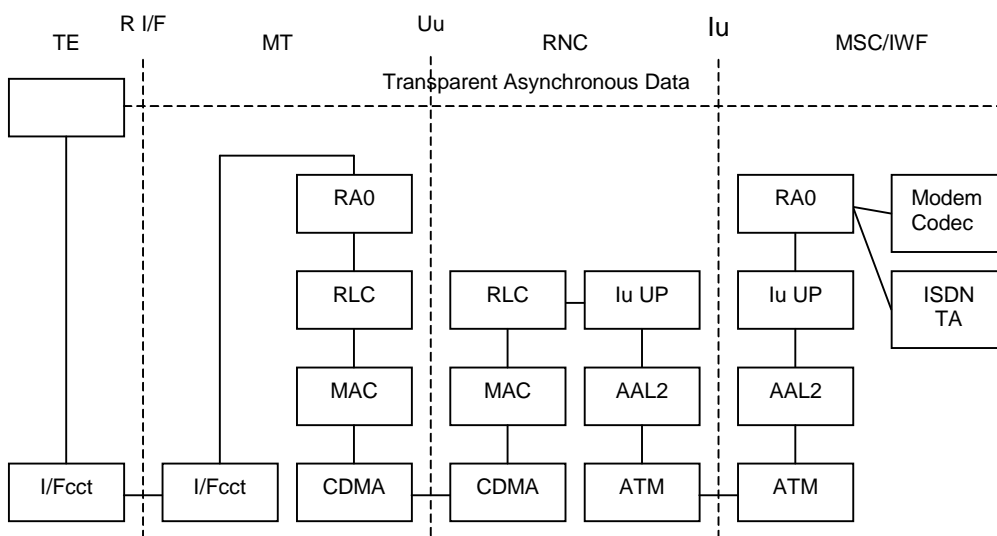 R I/F
Uu
Iu
TE
MT
RNC
MSC/IWF
Transparent Asynchronous Data
RA0
RA0
Modem
Codec
RLC
RLC
Iu UP
Iu UP
ISDN
TA
MAC
MAC
AAL2
AAL2
I/Fcct
I/Fcct
CDMA
CDMA
ATM
ATM